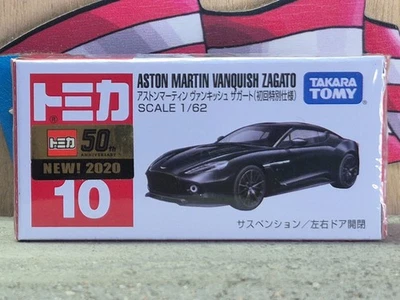 トミカ
トミカ 50th
ANNIVERSARY
NEW! 2020
10
ASTON MARTIN VANQUISH ZAGATO
アストンマーティン ヴァンキッシュ ザガート(初回特別仕様)
SCALE 1/62
TAKARA
TOMY
サスペンション/左右ドア開閉